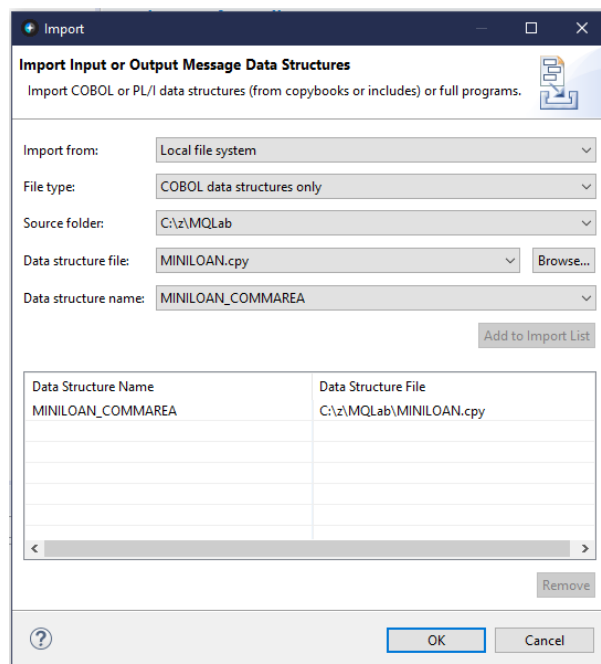 Import
Import Input or Output Message Data Structures
Import COBOL or PL/I data structures (from copybooks or includes) or full programs.
Import from: Local file system
File type: COBOL data structures only
Source folder: C:\z\MQLab
Data structure file: MINILOAN.cpy Browse...
Data structure name: MINILOAN_COMMAREA
Add to Import List
Data Structure Name Data Structure File
MINILOAN_COMMAREA C:\z\MQLab\MINILOAN.cpy
Remove
? OK Cancel